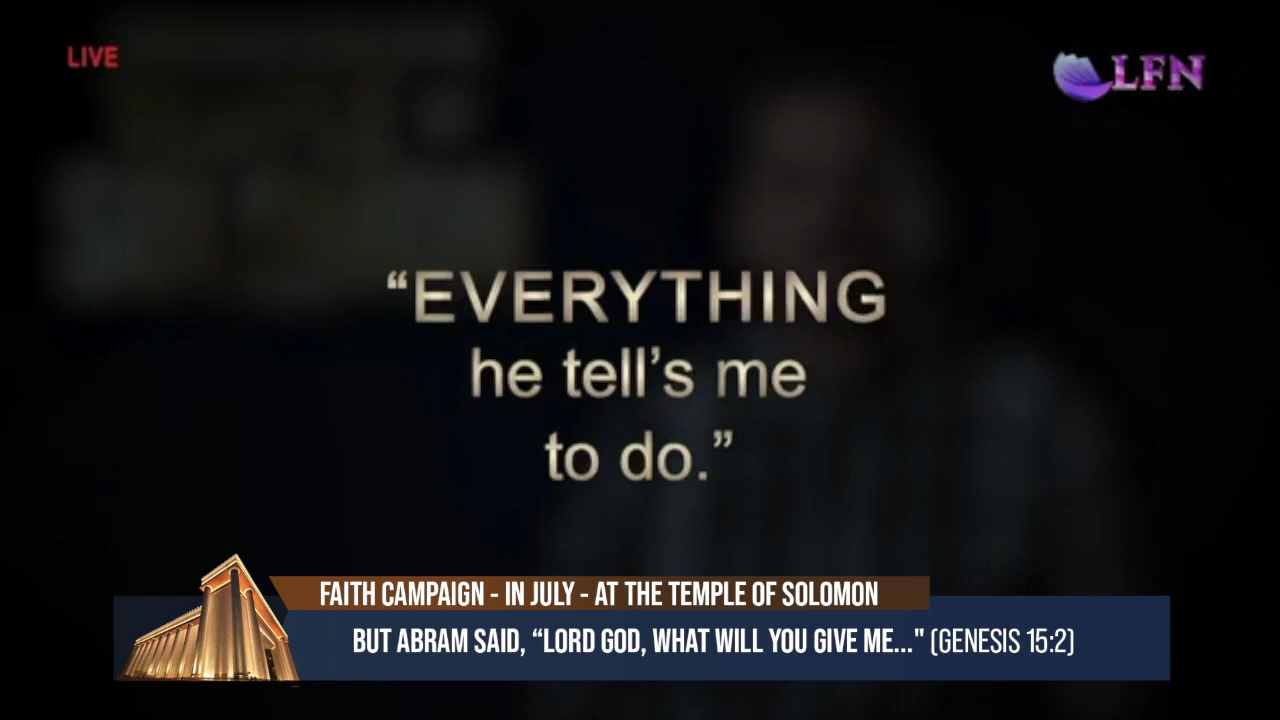 LIVE
LFN
“EVERYTHING
he tell’s me
to do.”
FAITH CAMPAIGN - IN JULY - AT THE TEMPLE OF SOLOMON
BUT ABRAM SAID, “LORD GOD, WHAT WILL YOU GIVE ME..." (GENESIS 15:2)